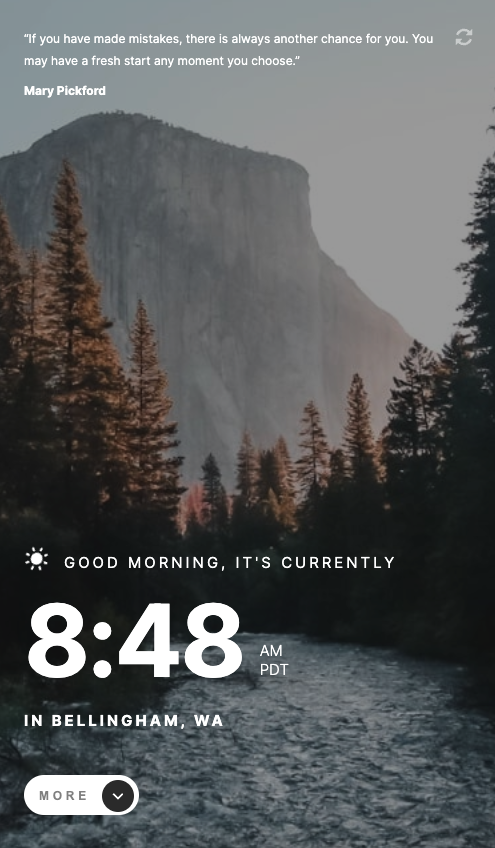 “If you have made mistakes, there is always another chance for you. You
may have a fresh start any moment you choose.”
Mary Pickford
GOOD MORNING, IT'S CURRENTLY
8:48
AM
PDT
IN BELLINGHAM, WA
MORE